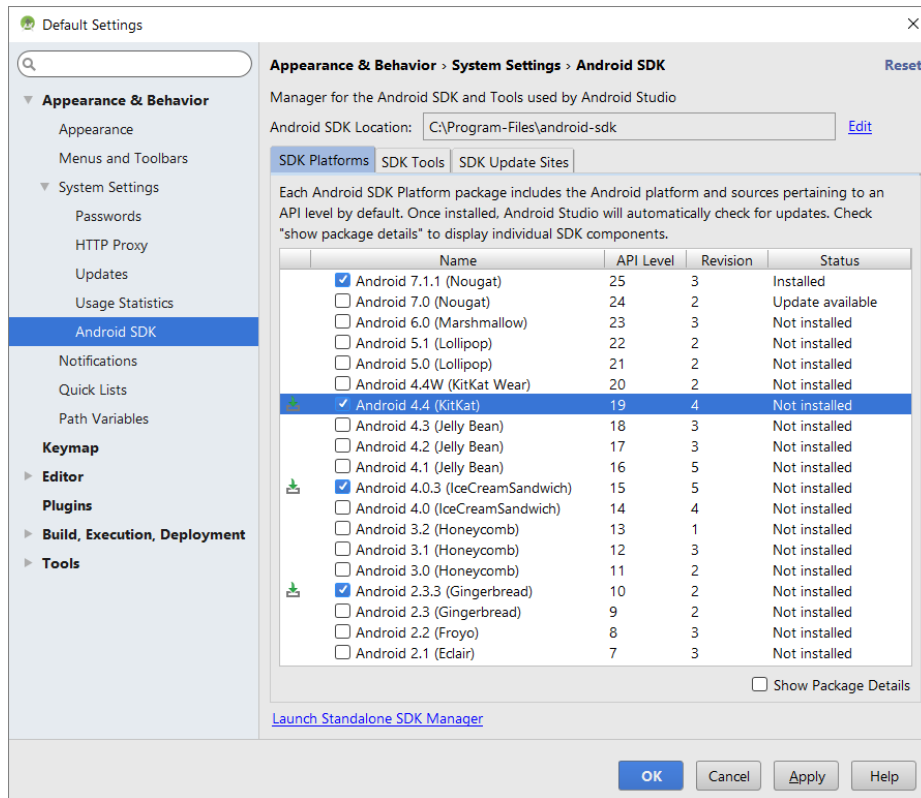 Default Settings
Appearance & Behavior › System Settings › Android SDK
Reset
Appearance & Behavior
Appearance
Menus and Toolbars
System Settings
Passwords
HTTP Proxy
Updates
Usage Statistics
Android SDK
Notifications
Quick Lists
Path Variables
Keymap
Editor
Plugins
Build, Execution, Deployment
Tools
Manager for the Android SDK and Tools used by Android Studio
Android SDK Location: C:\Program-Files\android-sdk Edit
SDK Platforms SDK Tools SDK Update Sites
Each Android SDK Platform package includes the Android platform and sources pertaining to an
API level by default. Once installed, Android Studio will automatically check for updates. Check
"show package details" to display individual SDK components.
Name API Level Revision Status
Android 7.1.1 (Nougat) 25 3 Installed
Android 7.0 (Nougat) 24 2 Update available
Android 6.0 (Marshmallow) 23 3 Not installed
Android 5.1 (Lollipop) 22 2 Not installed
Android 5.0 (Lollipop) 21 2 Not installed
Android 4.4W (KitKat Wear) 20 2 Not installed
Android 4.4 (KitKat) 19 4 Not installed
Android 4.3 (Jelly Bean) 18 3 Not installed
Android 4.2 (Jelly Bean) 17 3 Not installed
Android 4.1 (Jelly Bean) 16 5 Not installed
Android 4.0.3 (IceCreamSandwich) 15 5 Not installed
Android 4.0 (IceCreamSandwich) 14 4 Not installed
Android 3.2 (Honeycomb) 13 1 Not installed
Android 3.1 (Honeycomb) 12 3 Not installed
Android 3.0 (Honeycomb) 11 2 Not installed
Android 2.3.3 (Gingerbread) 10 2 Not installed
Android 2.3 (Gingerbread) 9 2 Not installed
Android 2.2 (Froyo) 8 3 Not installed
Android 2.1 (Eclair) 7 3 Not installed
Show Package Details
Launch Standalone SDK Manager
OK Cancel Apply Help